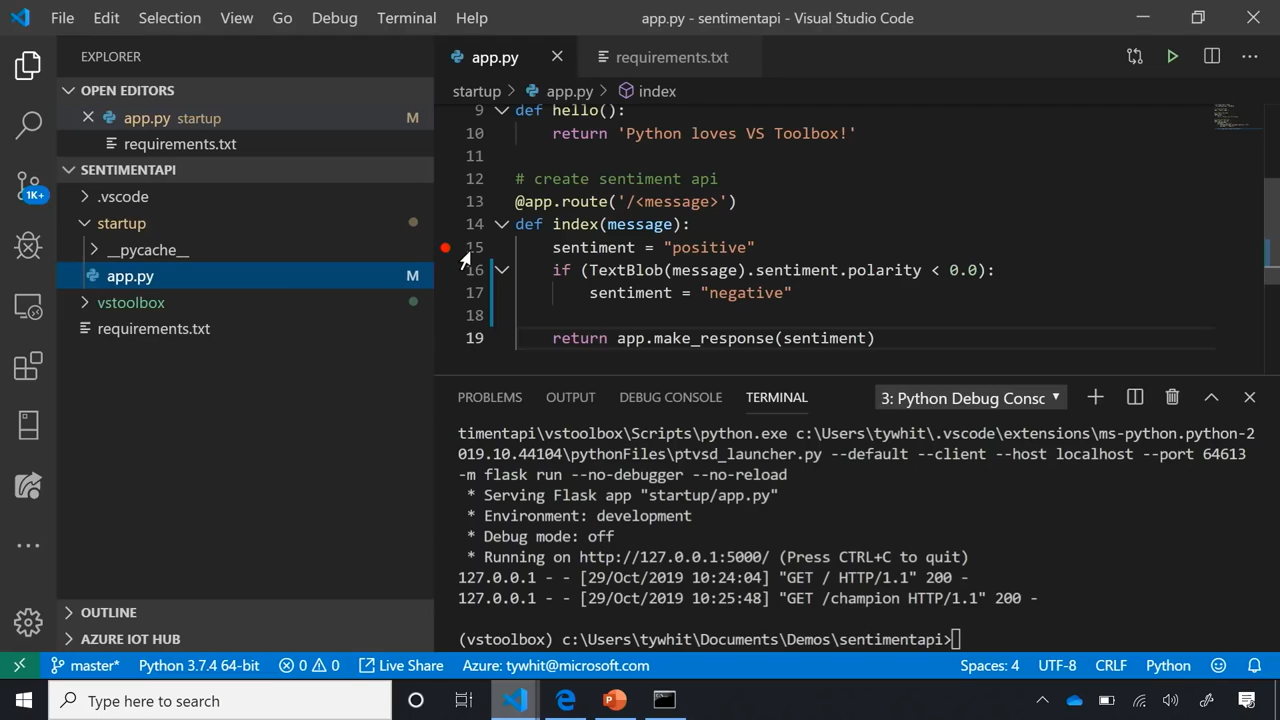 File Edit Selection View Go Debug Terminal Help
app.py - sentimentapi - Visual Studio Code
EXPLORER
OPEN EDITORS
app.py startup M
requirements.txt
SENTIMENTAPI
.vscode
startup
__pycache__
app.py M
vstoolbox
requirements.txt
OUTLINE
AZURE IOT HUB
1K+
app.py
requirements.txt
startup > app.py > index
9 def hello():
10 return 'Python loves VS Toolbox!'
11
12 # create sentiment api
13 @app.route('/<message>')
14 def index(message):
15 sentiment = "positive"
16 if (TextBlob(message).sentiment.polarity < 0.0):
17 sentiment = "negative"
18
19 return app.make_response(sentiment)
PROBLEMS OUTPUT DEBUG CONSOLE TERMINAL
3: Python Debug Consc
timentapi\vstoolbox\Scripts\python.exe c:\Users\tywhit\.vscode\extensions\ms-python.python-2
019.10.44104\pythonFiles\ptvsd_launcher.py --default --client --host localhost --port 64613
-m flask run --no-debugger --no-reload
* Serving Flask app "startup/app.py"
* Environment: development
* Debug mode: off
* Running on http://127.0.0.1:5000/ (Press CTRL+C to quit)
127.0.0.1 - - [29/Oct/2019 10:24:04] "GET / HTTP/1.1" 200 -
127.0.0.1 - - [29/Oct/2019 10:25:48] "GET /champion HTTP/1.1" 200 -
(vstoolbox) c:\Users\tywhit\Documents\Demos\sentimentapi>
master* Python 3.7.4 64-bit 0 0 Live Share Azure: tywhit@microsoft.com Spaces: 4 UTF-8 CRLF Python
Type here to search